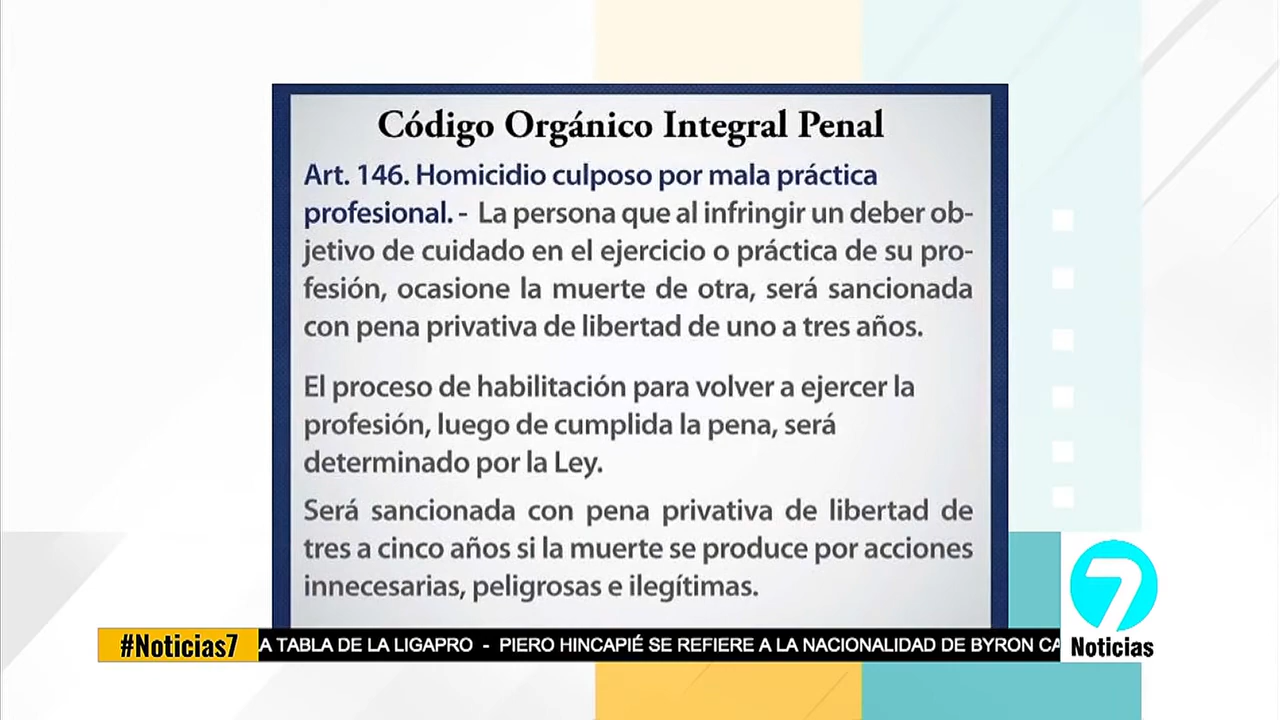 Código Orgánico Integral Penal
Art. 146. Homicidio culposo por mala práctica
profesional. - La persona que al infringir un deber ob-
jetivo de cuidado en el ejercicio o práctica de su pro-
fesión, ocasione la muerte de otra, será sancionada
con pena privativa de libertad de uno a tres años.
El proceso de habilitación para volver a ejercer la
profesión, luego de cumplida la pena, será
determinado por la Ley.
Será sancionada con pena privativa de libertad de
tres a cinco años si la muerte se produce por acciones
innecesarias, peligrosas e ilegítimas.
#Noticias7 A TABLA DE LA LIGAPRO - PIERO HINCAPIÉ SE REFIERE A LA NACIONALIDAD DE BYRON CA
7
Noticias